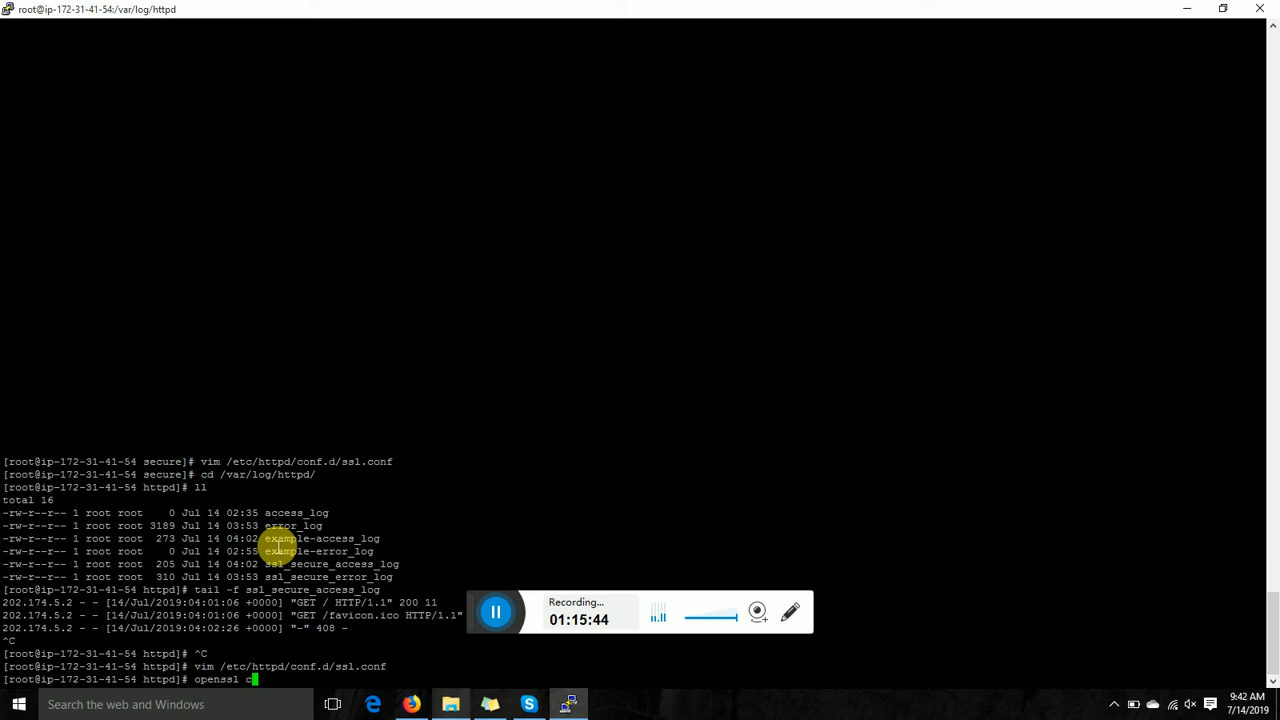 root@ip-172-31-41-54:/var/log/httpd
[root@ip-172-31-41-54 secure]# vim /etc/httpd/conf.d/ssl.conf
[root@ip-172-31-41-54 secure]# cd /var/log/httpd/
[root@ip-172-31-41-54 httpd]# ll
total 16
-rw-r--r-- 1 root root    0 Jul 14 02:35 access_log
-rw-r--r-- 1 root root 3189 Jul 14 03:53 error_log
-rw-r--r-- 1 root root  273 Jul 14 04:02 example-access_log
-rw-r--r-- 1 root root    0 Jul 14 02:55 example-error_log
-rw-r--r-- 1 root root  205 Jul 14 04:02 ssl_secure_access_log
-rw-r--r-- 1 root root  310 Jul 14 03:53 ssl_secure_error_log
[root@ip-172-31-41-54 httpd]# tail -f ssl_secure_access_log
202.174.5.2 - - [14/Jul/2019:04:01:06 +0000] "GET / HTTP/1.1" 200 11
202.174.5.2 - - [14/Jul/2019:04:01:06 +0000] "GET /favicon.ico HTTP/1.1"
202.174.5.2 - - [14/Jul/2019:04:02:26 +0000] "-" 408 -
^C
[root@ip-172-31-41-54 httpd]# ^C
[root@ip-172-31-41-54 httpd]# vim /etc/httpd/conf.d/ssl.conf
[root@ip-172-31-41-54 httpd]# openssl c
Recording...
01:15:44
Search the web and Windows
9:42 AM
7/14/2019